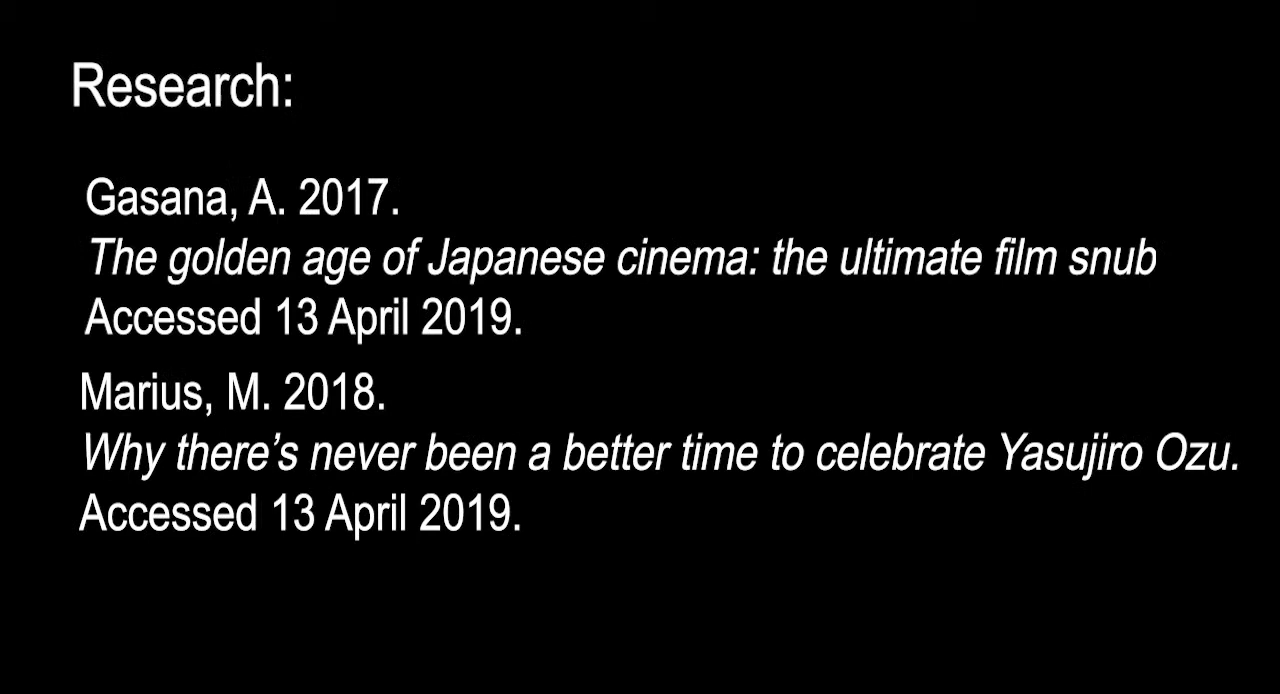 Research:
Gasana, A. 2017.
The golden age of Japanese cinema: the ultimate film snub
Accessed 13 April 2019.
Marius, M. 2018.
Why there’s never been a better time to celebrate Yasujiro Ozu.
Accessed 13 April 2019.